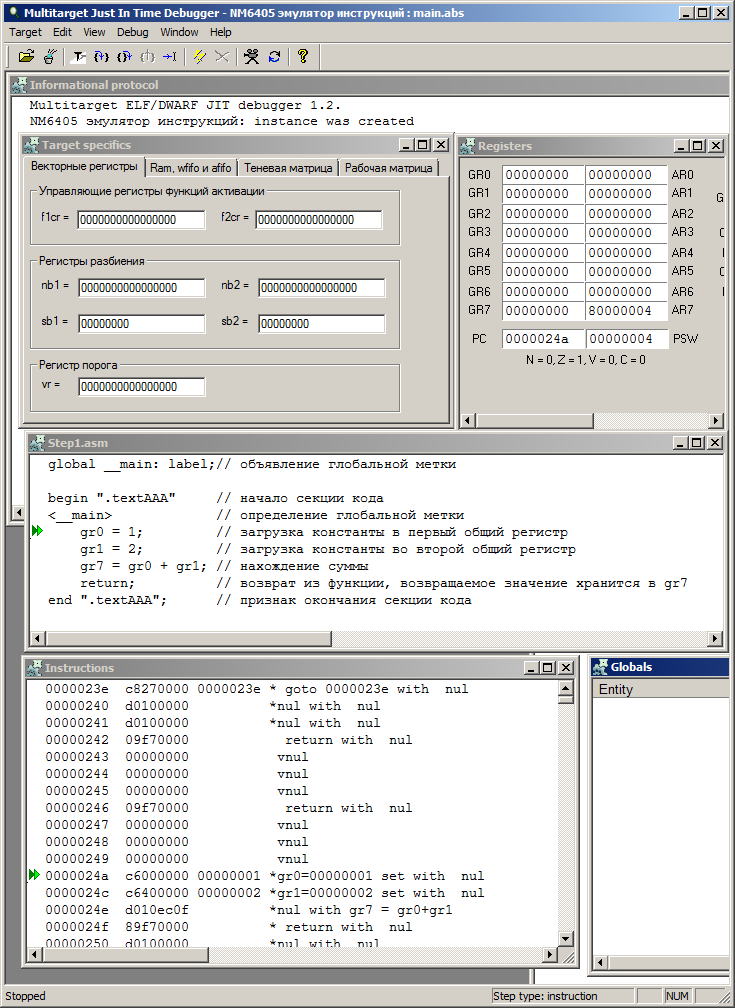 Multitarget Just In Time Debugger - NM6405 эмулятор инструкций : main.abs
Target Edit View Debug Window Help
Informational protocol
Multitarget ELF/DWARF JIT debugger 1.2.
NM6405 эмулятор инструкций: instance was created
Target specifics
Векторные регистры Ram, wfifo и afifo Теневая матрица Рабочая матрица
Управляющие регистры функций активации
f1cr = 0000000000000000 f2cr = 0000000000000000
Регистры разбиения
nb1 = 0000000000000000 nb2 = 0000000000000000
sb1 = 00000000 sb2 = 00000000
Регистр порога
vr = 0000000000000000
Registers
GR0 00000000 00000000 AR0
GR1 00000000 00000000 AR1
GR2 00000000 00000000 AR2
GR3 00000000 00000000 AR3
GR4 00000000 00000000 AR4
GR5 00000000 00000000 AR5
GR6 00000000 00000000 AR6
GR7 00000000 80000004 AR7
PC 0000024a 00000004 PSW
N = 0, Z = 1, V = 0, C = 0
Step1.asm
global __main: label;// объявление глобальной метки
begin ".textAAA" // начало секции кода
<__main> // определение глобальной метки
gr0 = 1; // загрузка константы в первый общий регистр
gr1 = 2; // загрузка константы во второй общий регистр
gr7 = gr0 + gr1; // нахождение суммы
return; // возврат из функции, возвращаемое значение хранится в gr7
end ".textAAA"; // признак окончания секции кода
Instructions
0000023e c8270000 0000023e * goto 0000023e with nul
00000240 d0100000 *nul with nul
00000241 d0100000 *nul with nul
00000242 09f70000 return with nul
00000243 00000000 vnul
00000244 00000000 vnul
00000245 00000000 vnul
00000246 09f70000 return with nul
00000247 00000000 vnul
00000248 00000000 vnul
00000249 00000000 vnul
0000024a c6000000 00000001 *gr0=00000001 set with nul
0000024c c6400000 00000002 *gr1=00000002 set with nul
0000024e d010ec0f *nul with gr7 = gr0+gr1
0000024f 89f70000 * return with nul
00000250 d0100000 *nul with nul
Globals
Entity
Stopped
Step type: instruction NUM